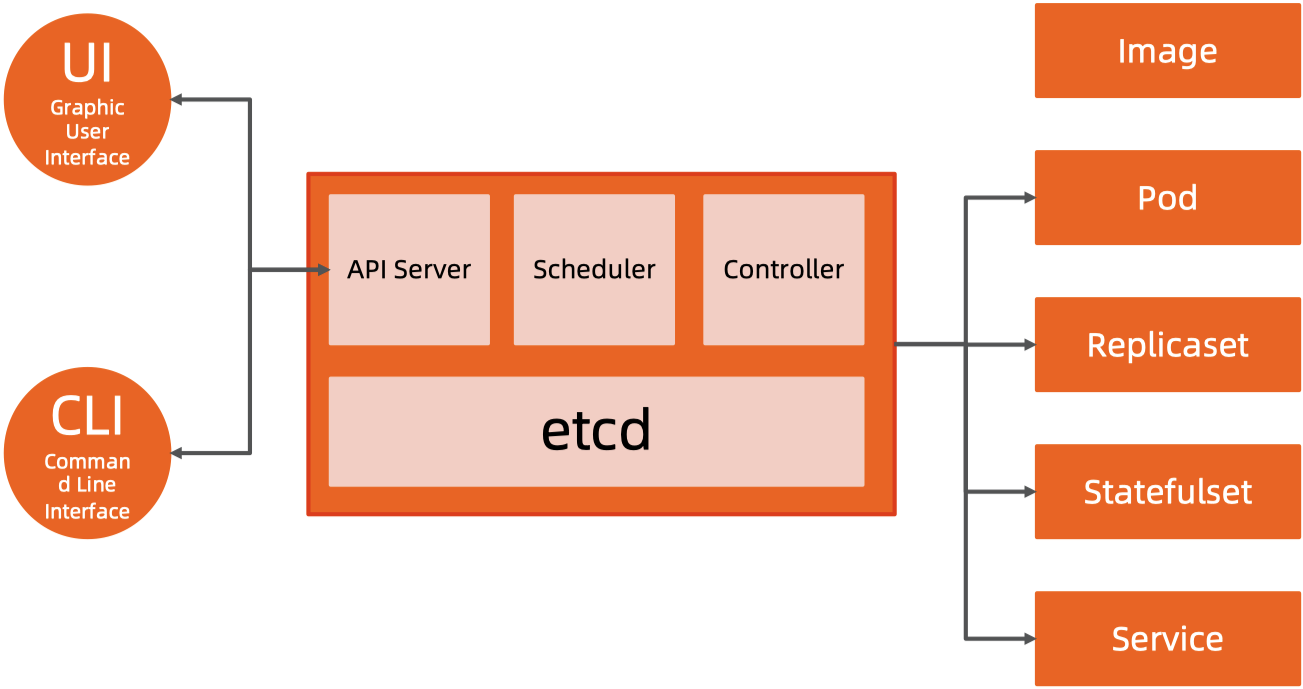 UI
Graphic
User
Interface
CLI
Comman
d Line
Interface
API Server
Scheduler
Controller
etcd
Image
Pod
Replicaset
Statefulset
Service